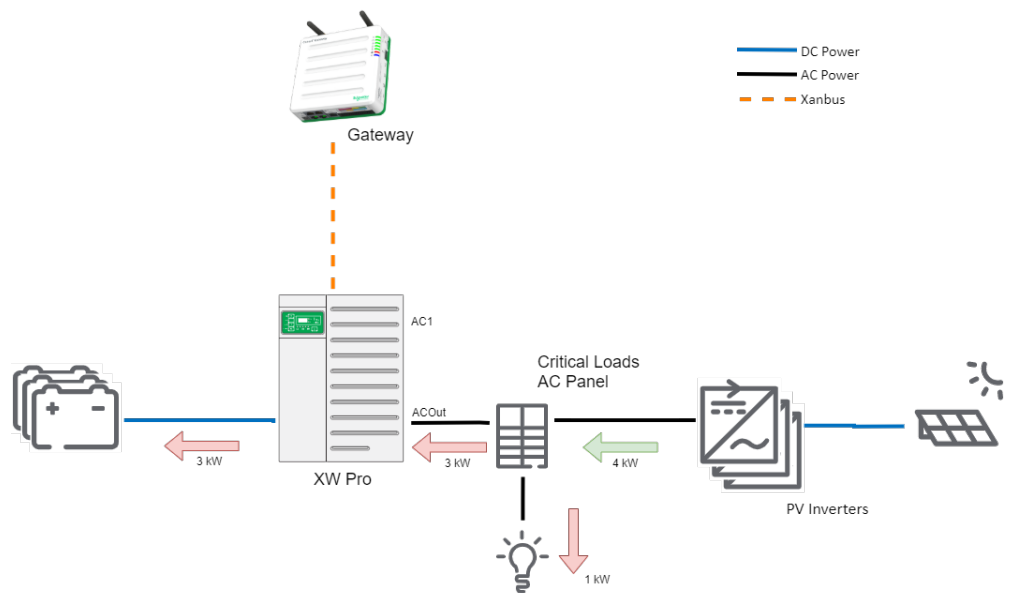 DC Power
AC Power
Xanbus
Gateway
AC1
Critical Loads
AC Panel
ACOut
3 kW
3 kW
4 kW
XW Pro
PV Inverters
1 kW